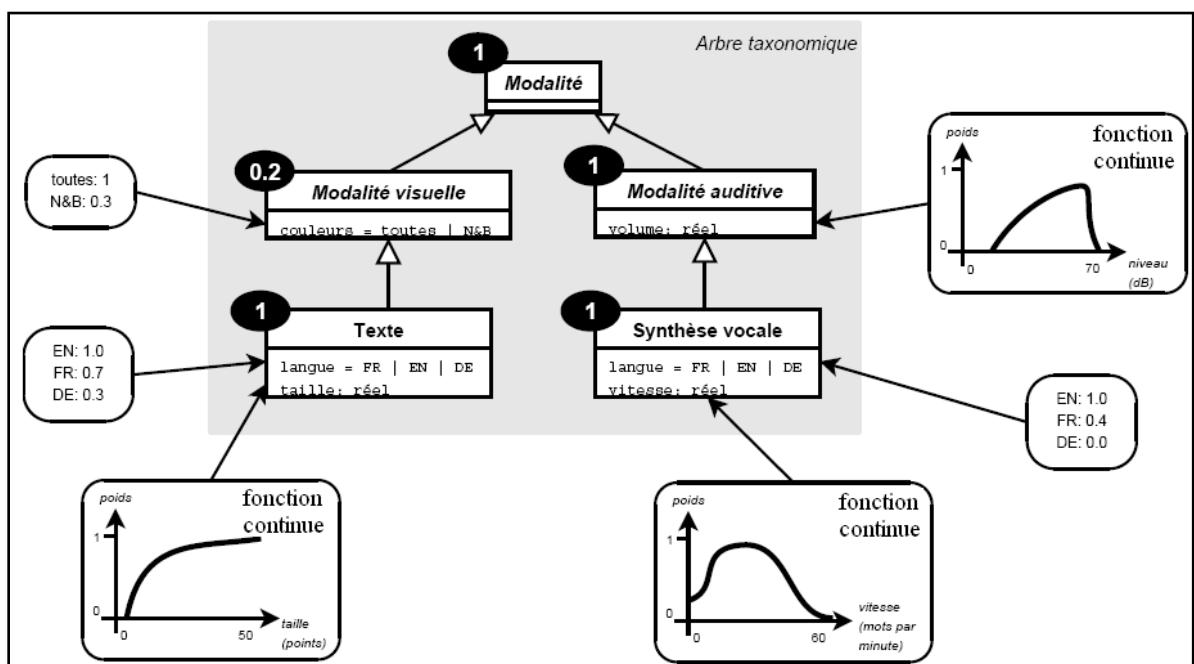 Arbre taxonomique
1
Modalité
toutes: 1
N&B: 0.3
0.2
Modalité visuelle
couleurs = toutes | N&B
1
Modalité auditive
volume: réel
poids
fonction
continue
1
0
0
70
niveau
(dB)
EN: 1.0
FR: 0.7
DE: 0.3
1
Texte
langue = FR | EN | DE
taille: réel
1
Synthèse vocale
langue = FR | EN | DE
vitesse: réel
EN: 1.0
FR: 0.4
DE: 0.0
poids
fonction
continue
1
0
0
50
taille
(points)
poids
fonction
continue
1
0
0
60
vitesse
(mots par
minute)